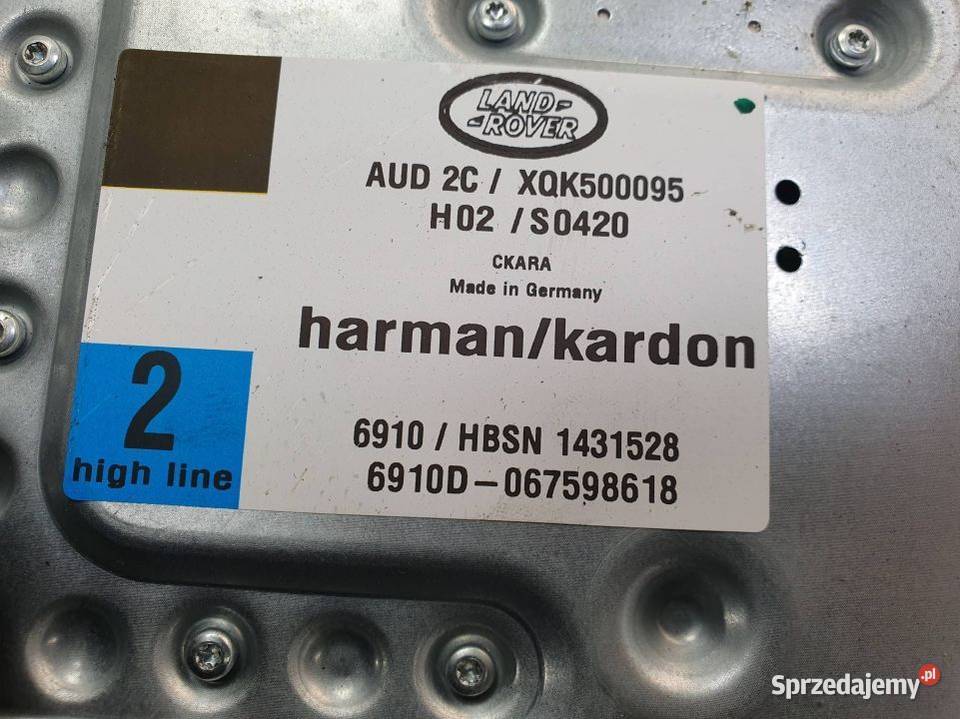 LAND-
-ROVER
AUD 2C / XQK500095
H02 /S0420
CKARA
Made in Germany
harman/kardon
2
high line
6910 / HBSN 1431528
6910D-067598618
Sprzedajemy.pl